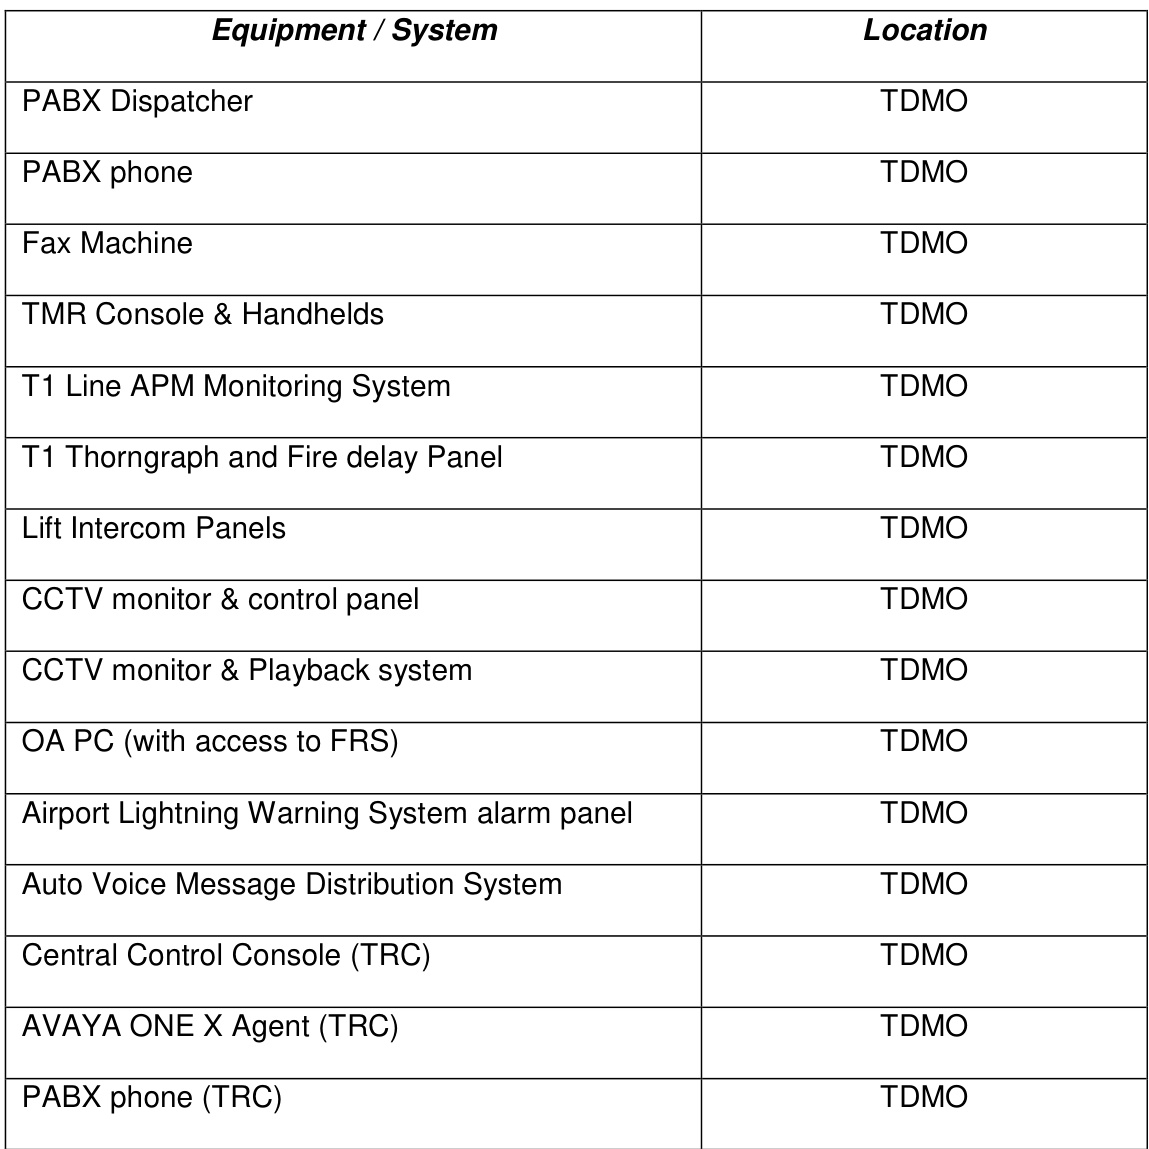 Equipment / System Location
PABX Dispatcher TDMO
PABX phone TDMO
Fax Machine TDMO
TMR Console & Handhelds TDMO
T1 Line APM Monitoring System TDMO
T1 Thorngraph and Fire delay Panel TDMO
Lift Intercom Panels TDMO
CCTV monitor & control panel TDMO
CCTV monitor & Playback system TDMO
OA PC (with access to FRS) TDMO
Airport Lightning Warning System alarm panel TDMO
Auto Voice Message Distribution System TDMO
Central Control Console (TRC) TDMO
AVAYA ONE X Agent (TRC) TDMO
PABX phone (TRC) TDMO